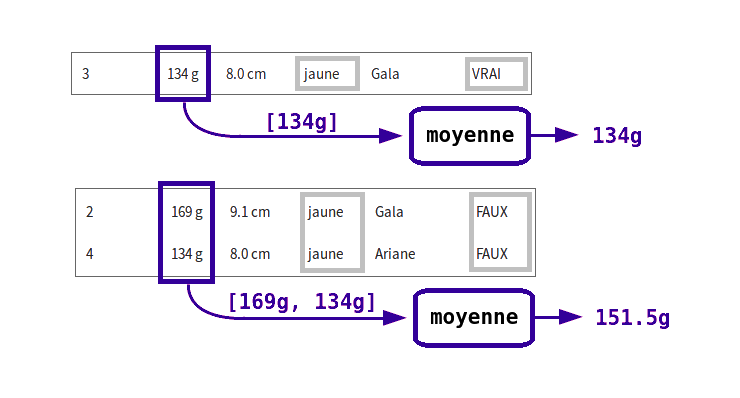 3 134 g 8.0 cm jaune Gala VRAI
[134g]
moyenne
134g
2 169 g 9.1 cm jaune Gala FAUX
4 134 g 8.0 cm jaune Ariane FAUX
[169g, 134g]
moyenne
151.5g